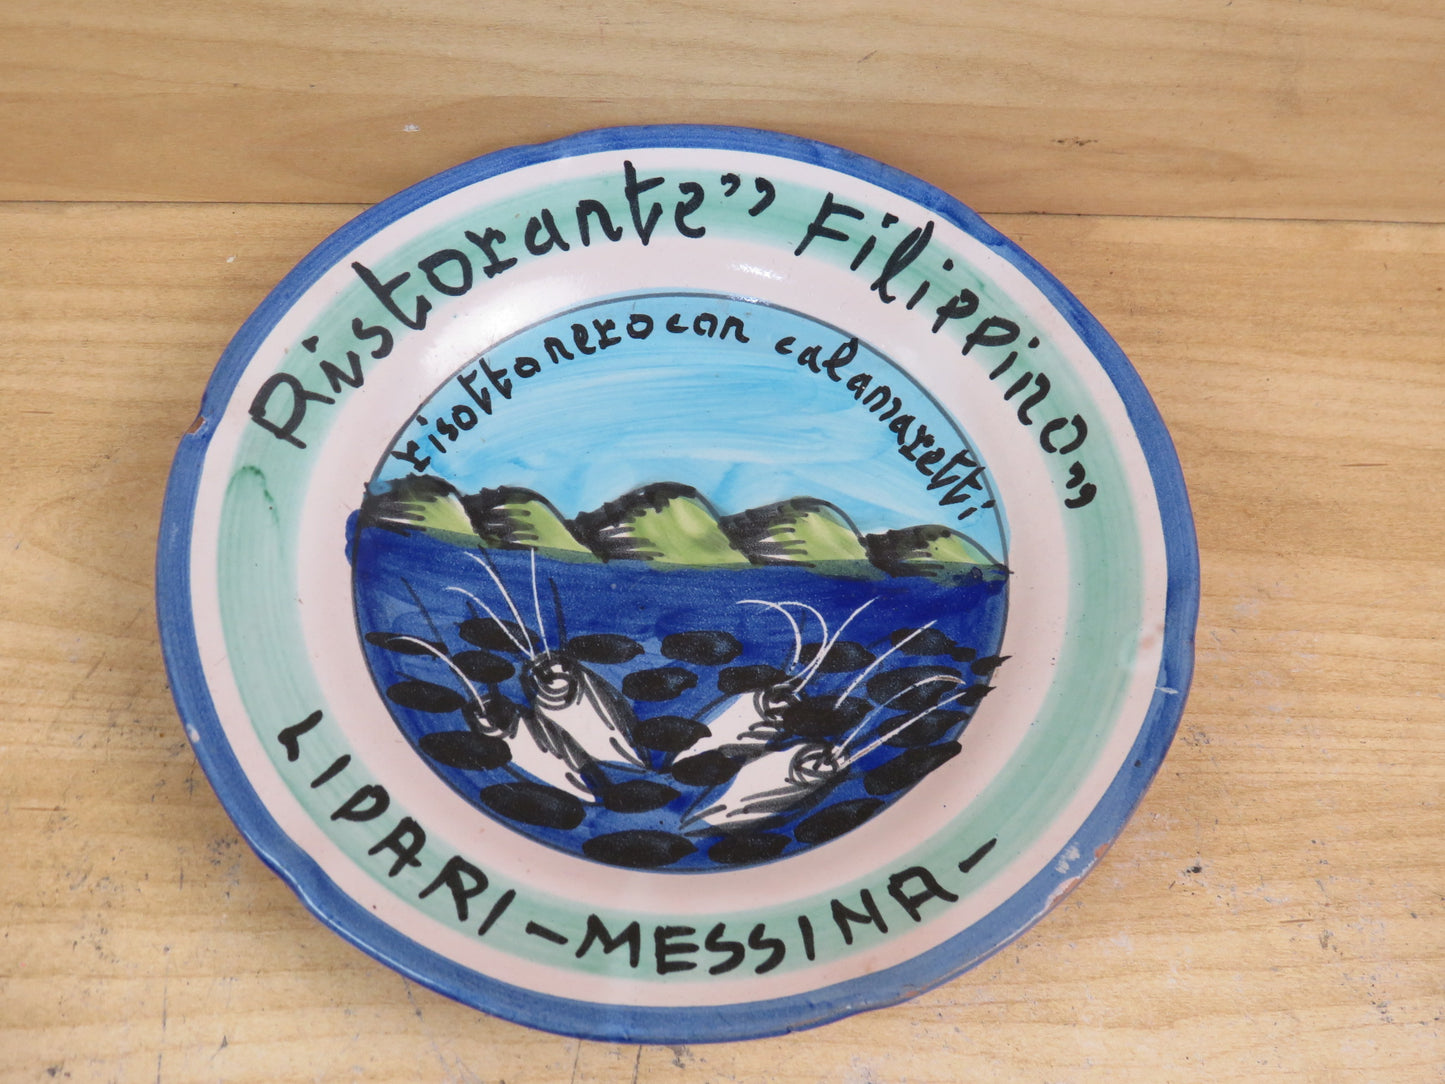 Ristorante" Filippino"
risotto nero con calamaretti
LIPARI-MESSINA-